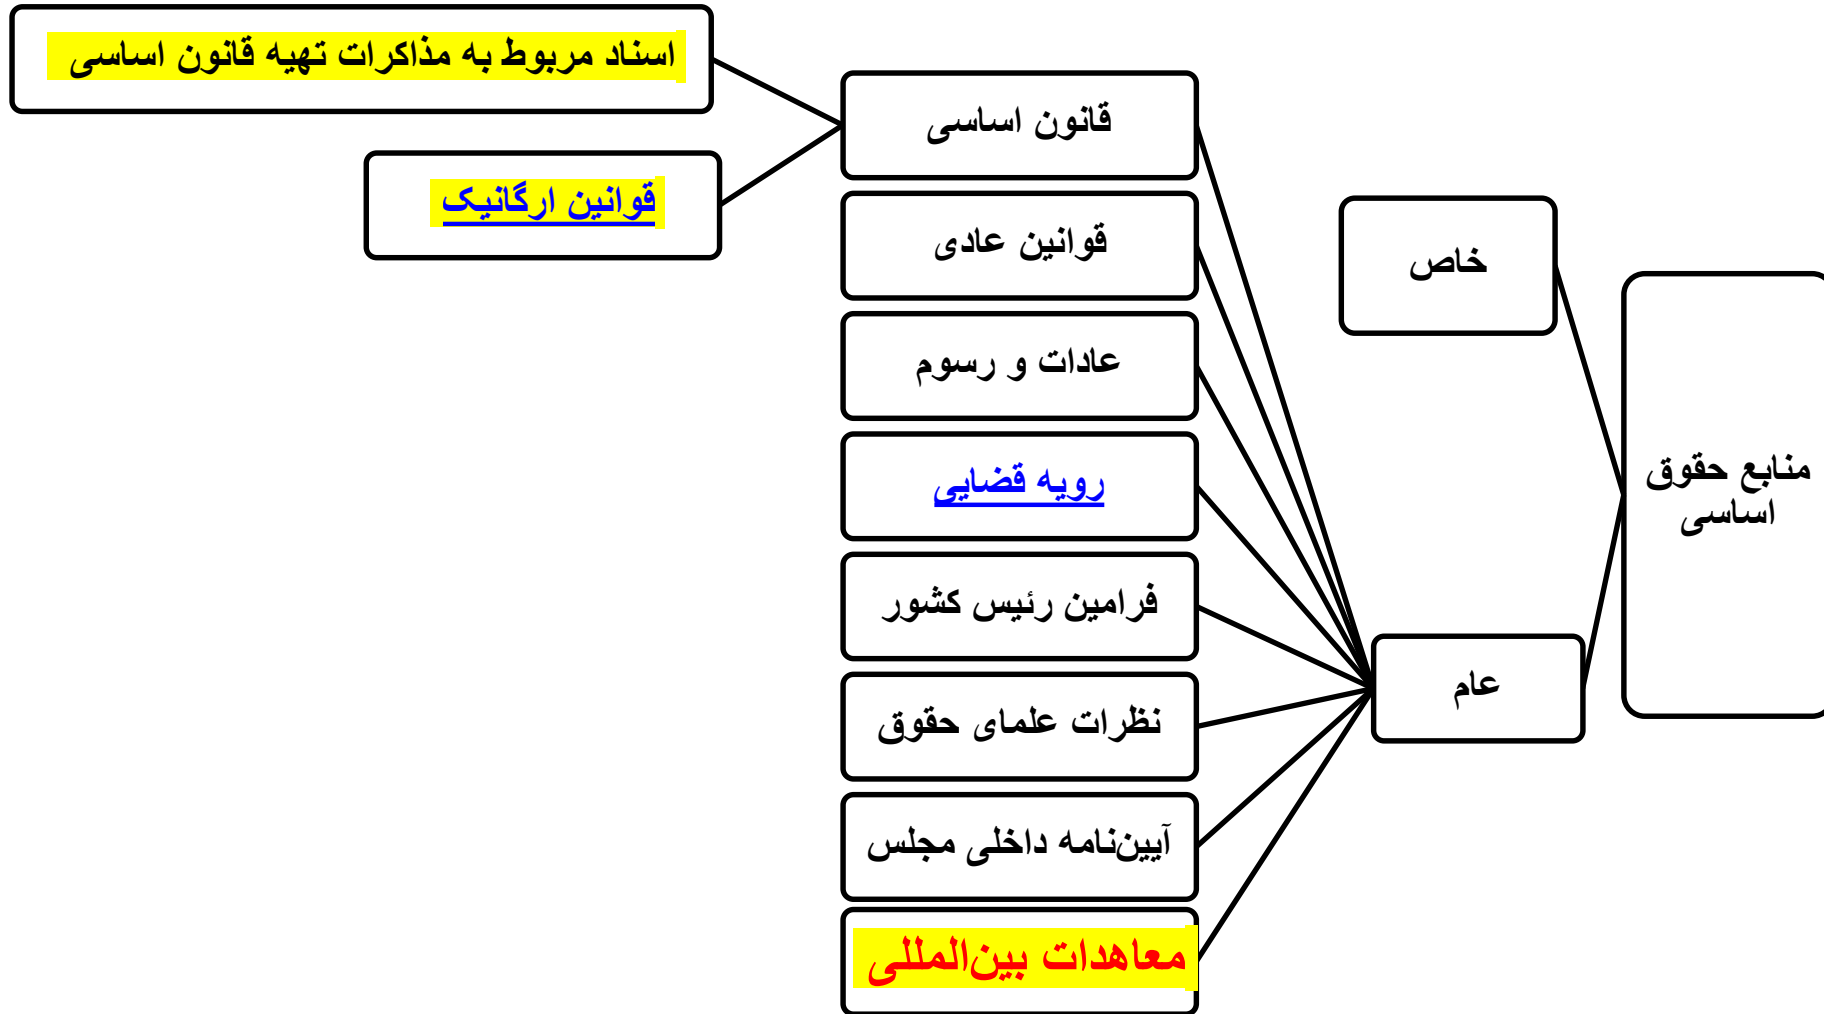 منابع حقوق
اساسی
خاص
عام
قانون اساسی
قوانین عادی
عادات و رسوم
رویه قضایی
فرامین رئیس کشور
نظرات علمای حقوق
آیین‌نامه داخلی مجلس
معاهدات بین‌المللی
اسناد مربوط به مذاکرات تهیه قانون اساسی
قوانین ارگانیک